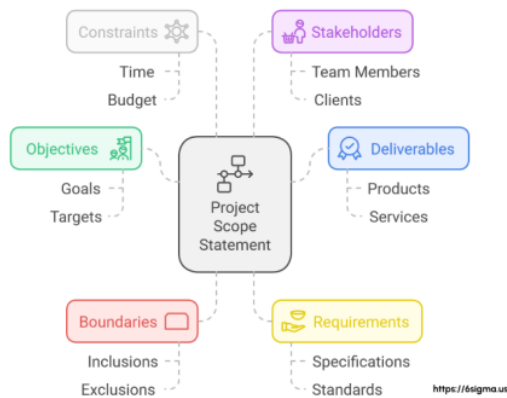 Constraints
Time
Budget
Stakeholders
Team Members
Clients
Objectives
Goals
Targets
Project
Scope
Statement
Deliverables
Products
Services
Boundaries
Inclusions
Exclusions
Requirements
Specifications
Standards
https://6sigma.us